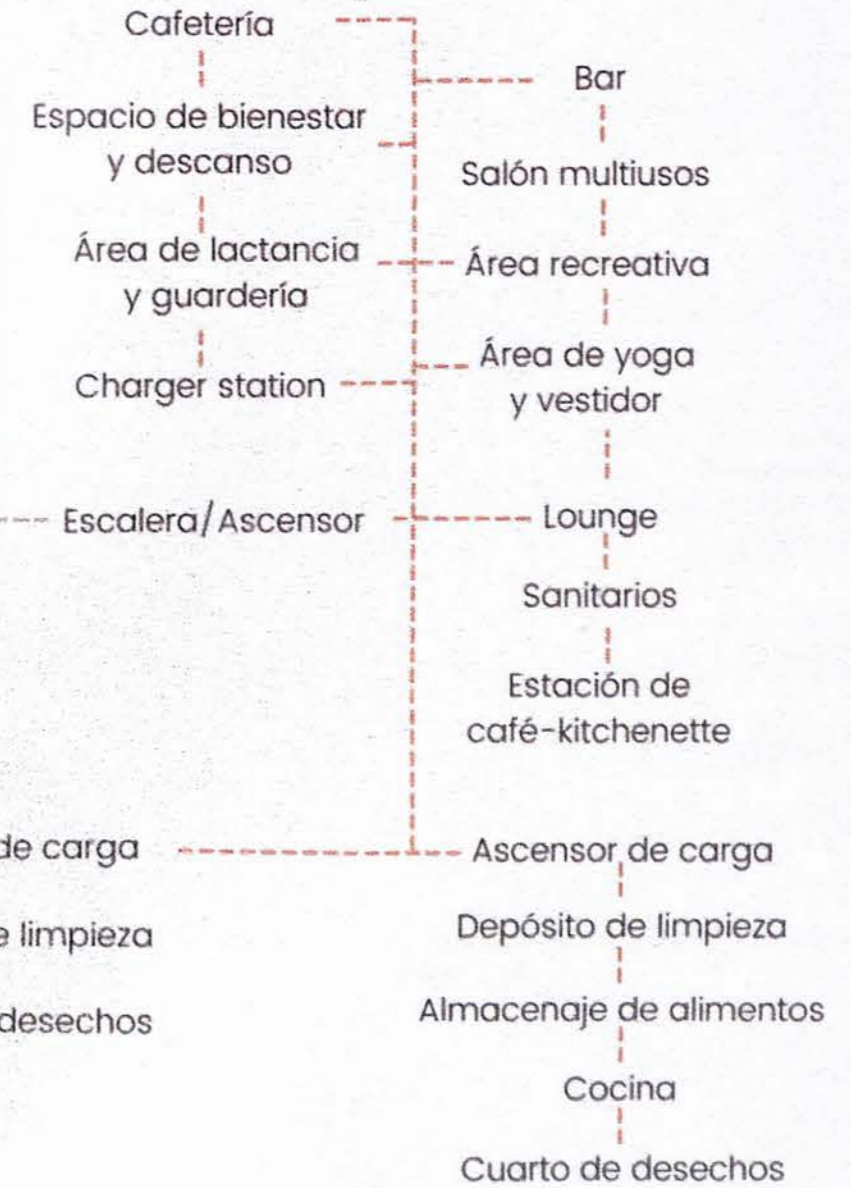 Cafetería
Bar
Espacio de bienestar
y descanso
Salón multiusos
Área de lactancia
y guardería
Área recreativa
Charger station
Área de yoga
y vestidor
Escalera/Ascensor
Lounge
Sanitarios
Estación de
café-kitchenette
de carga
Ascensor de carga
limpieza
Depósito de limpieza
desechos
Almacenaje de alimentos
Cocina
Cuarto de desechos